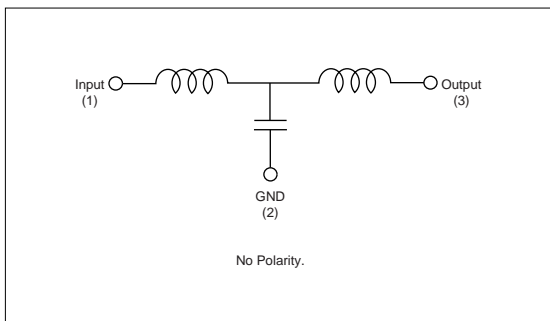 Input
(1)
Output
(3)
GND
(2)
No Polarity.